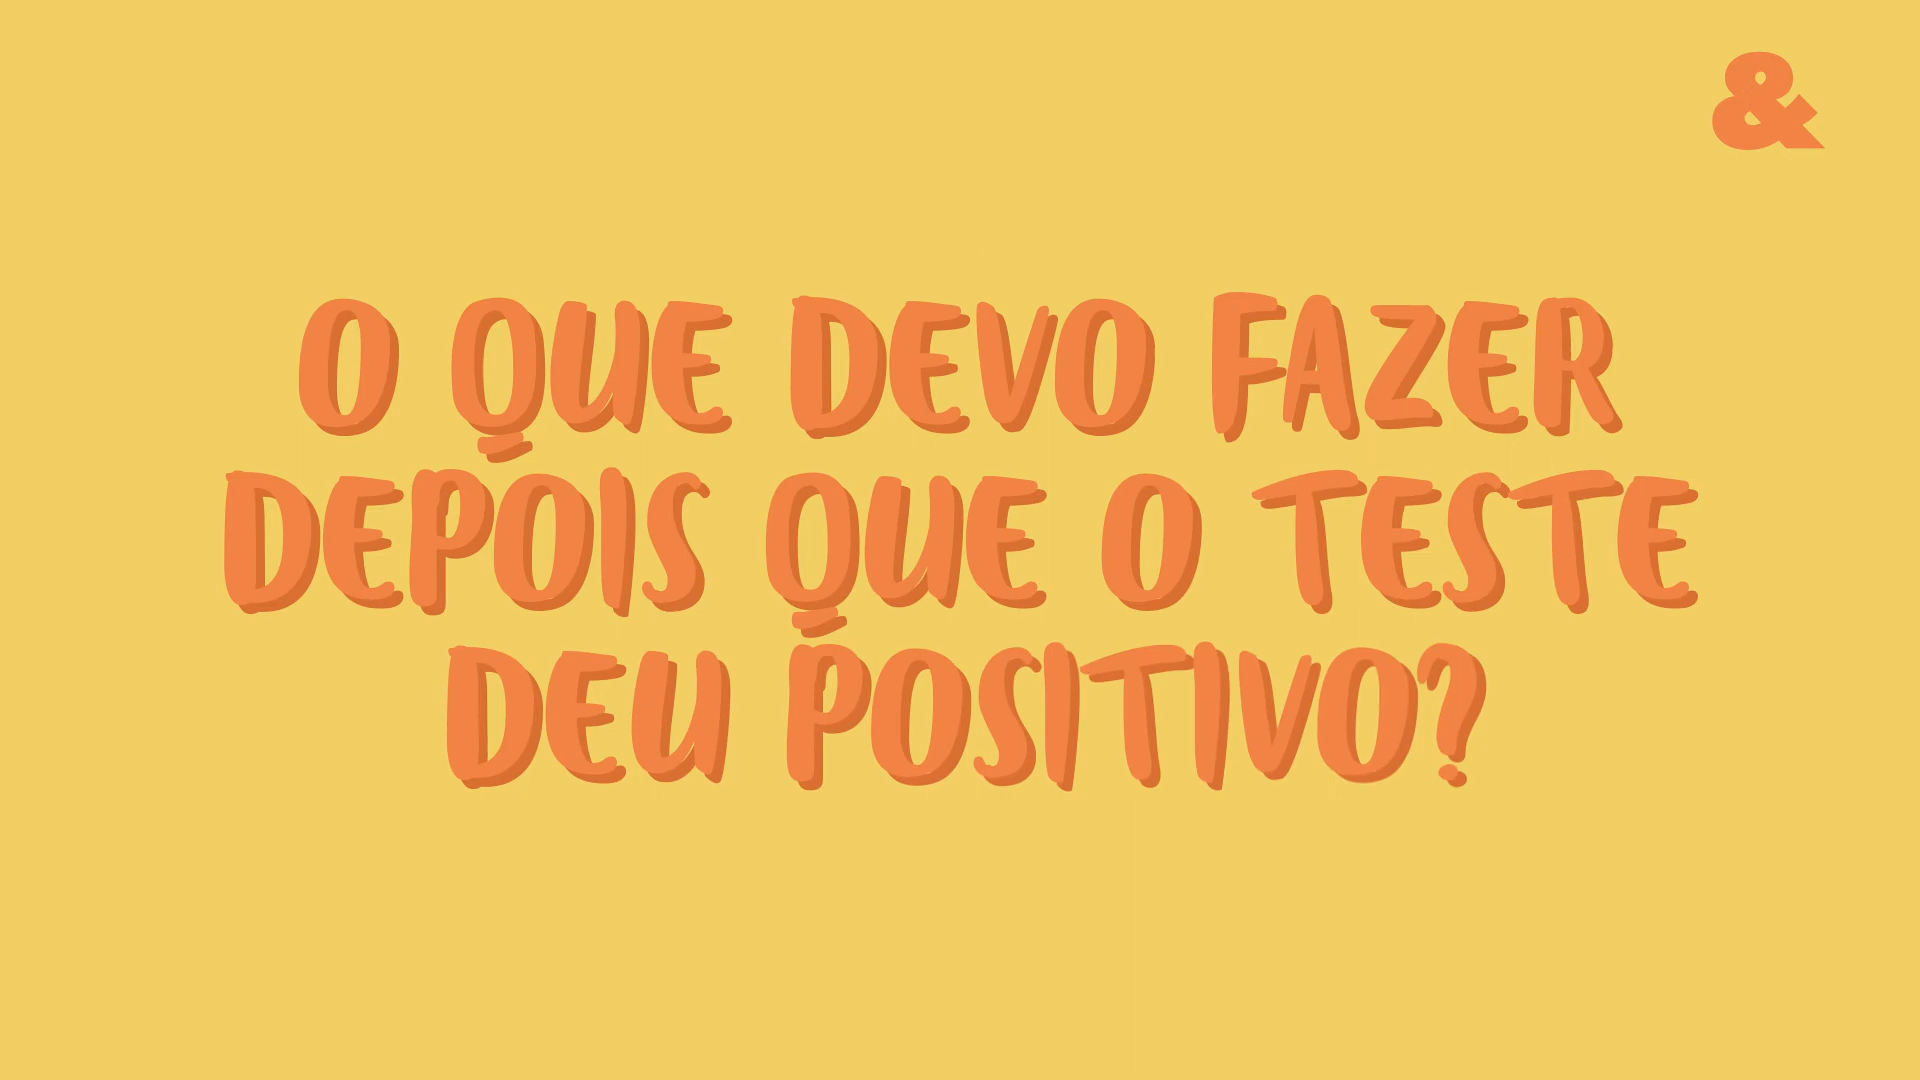 &
O QUE DEVO FAZER
DEPOIS QUE O TESTE
DEU POSITIVO?